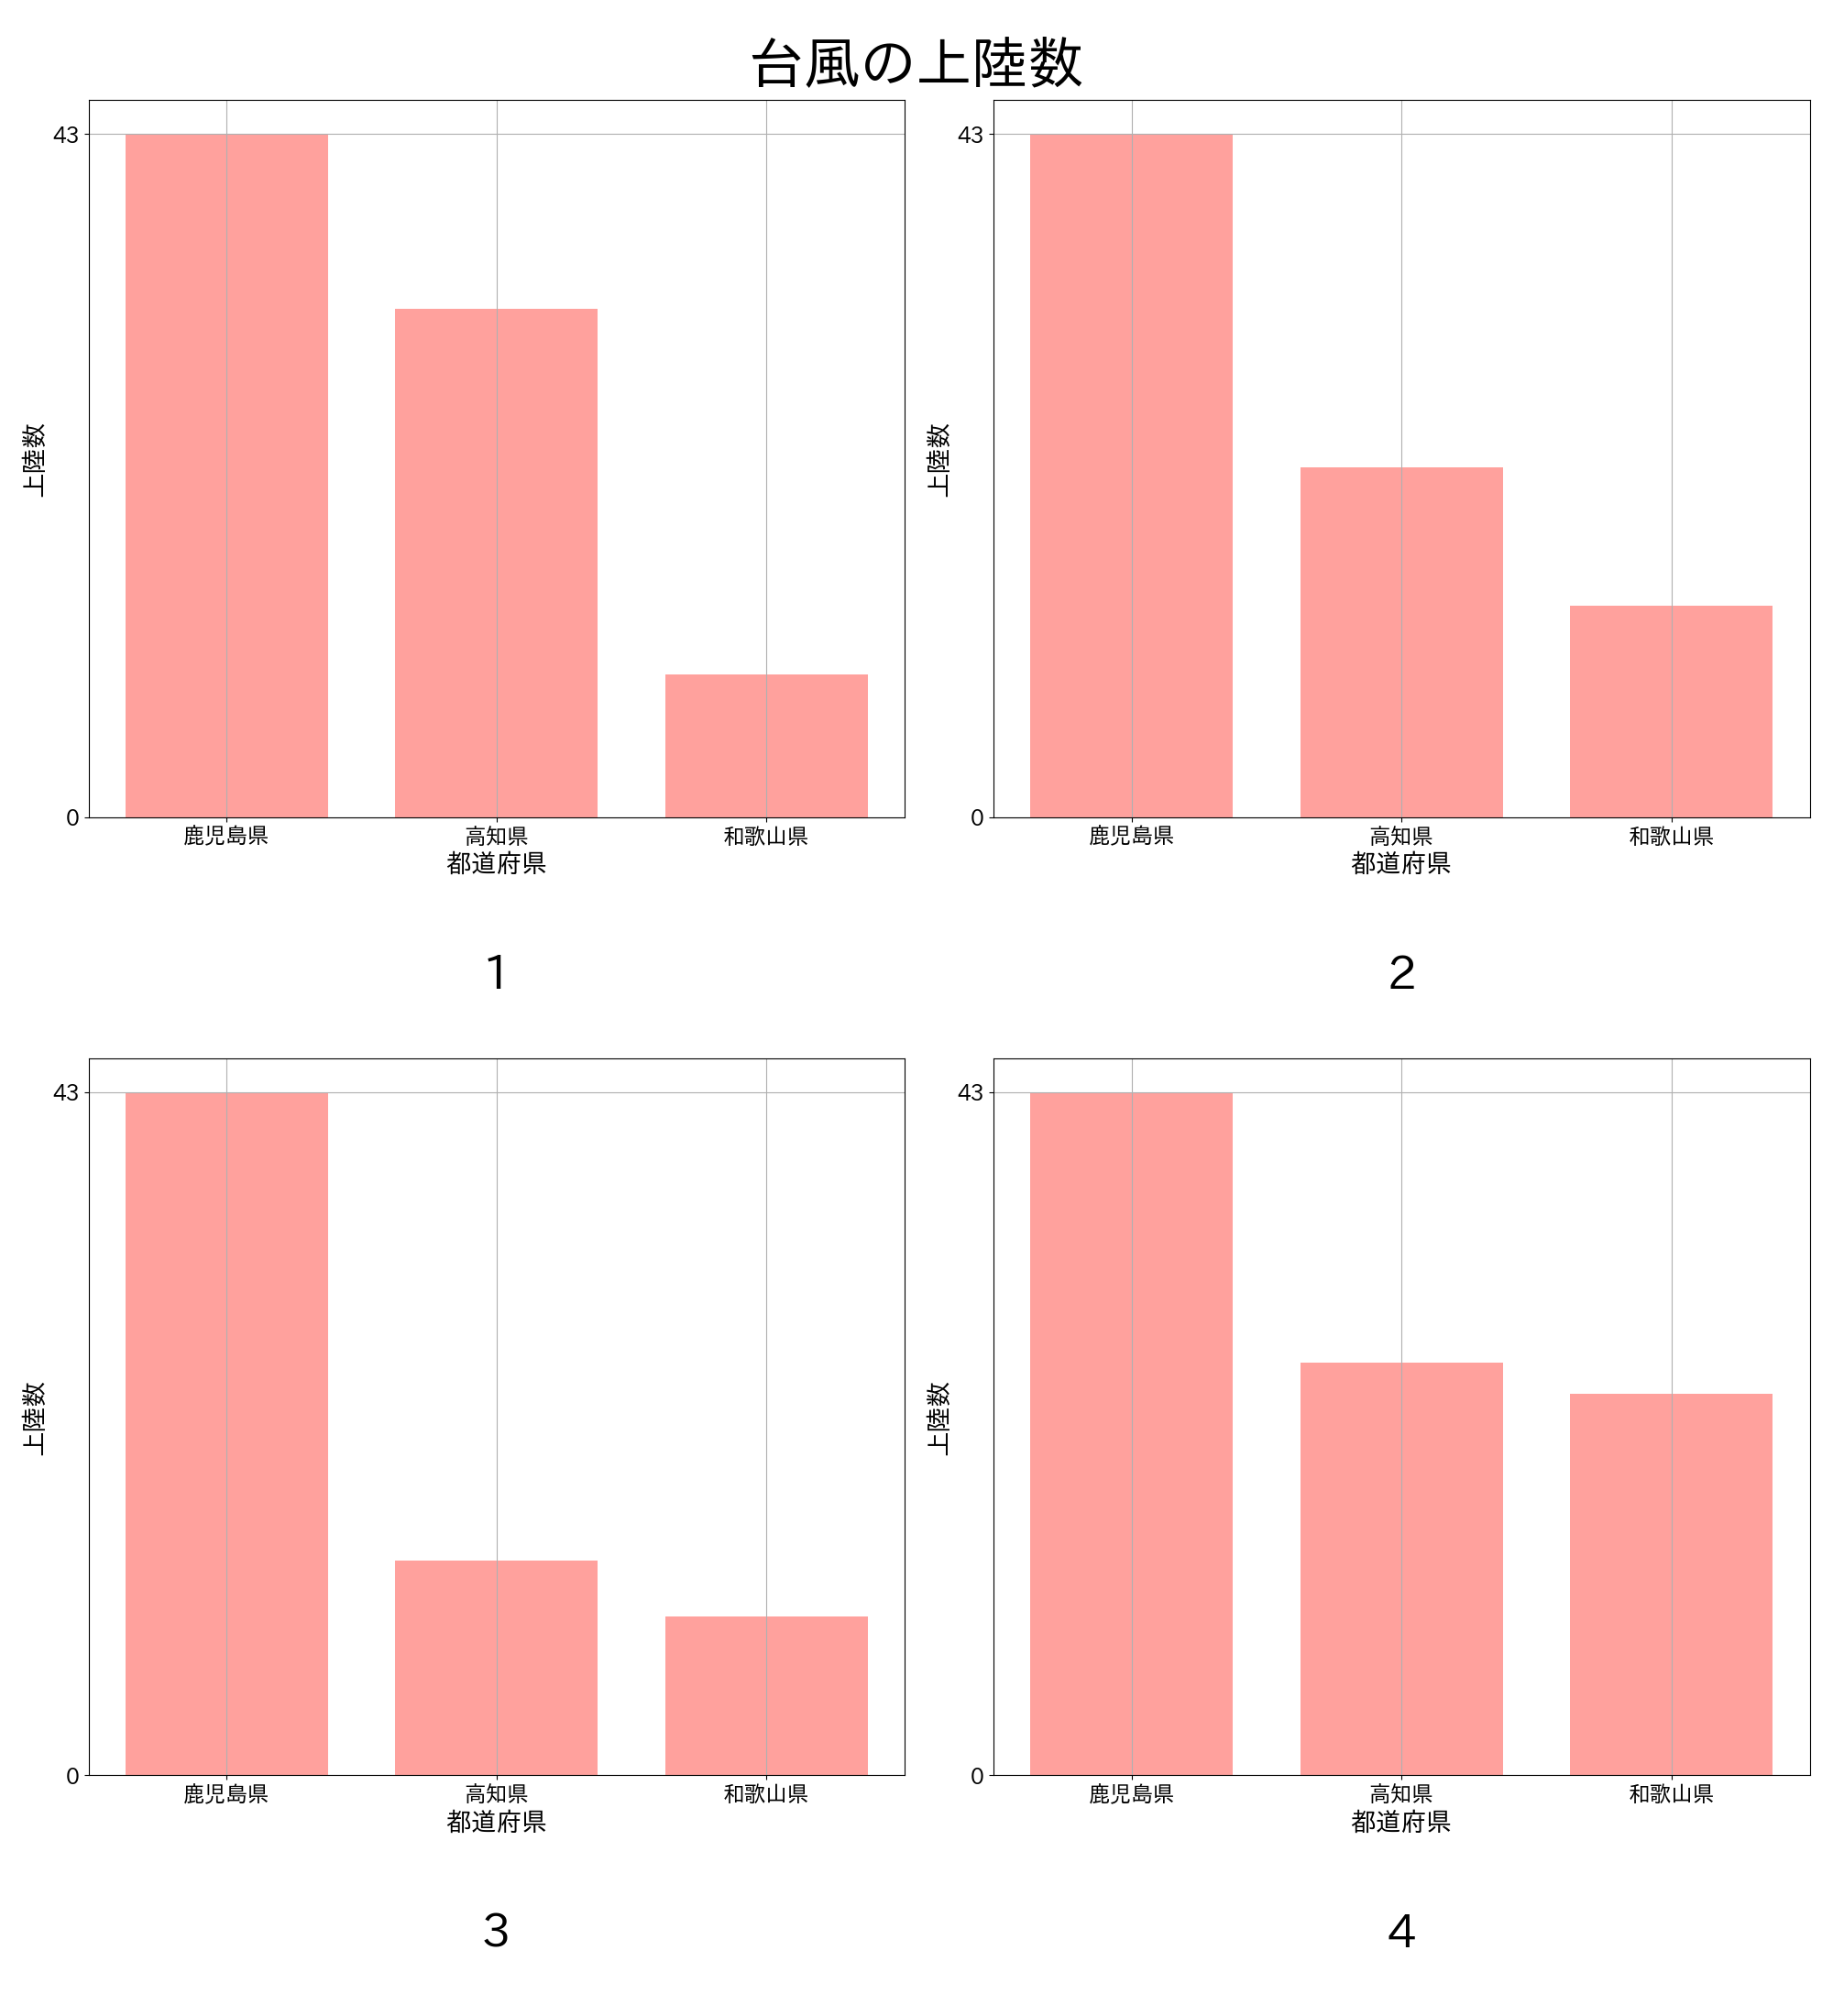 台風の上陸数
43
0
上陸数
鹿児島県 高知県 和歌山県
都道府県
1
43
0
上陸数
鹿児島県 高知県 和歌山県
都道府県
2
43
0
上陸数
鹿児島県 高知県 和歌山県
都道府県
3
43
0
上陸数
鹿児島県 高知県 和歌山県
都道府県
4